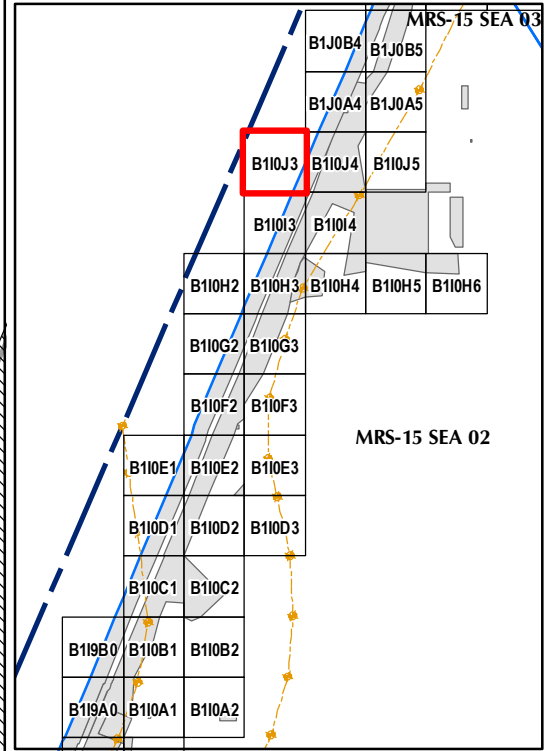 MRS-15 SEA 03
B1J0B4 B1J0B5
B1J0A4 B1J0A5
B1I0J3 B1I0J4 B1I0J5
B1I0I3 B1I0I4
B1I0H2 B1I0H3 B1I0H4 B1I0H5 B1I0H6
B1I0G2 B1I0G3
B1I0F2 B1I0F3
MRS-15 SEA 02
B1I0E1 B1I0E2 B1I0E3
B1I0D1 B1I0D2 B1I0D3
B1I0C1 B1I0C2
B1I9B0 B1I0B1 B1I0B2
B1I9A0 B1I0A1 B1I0A2